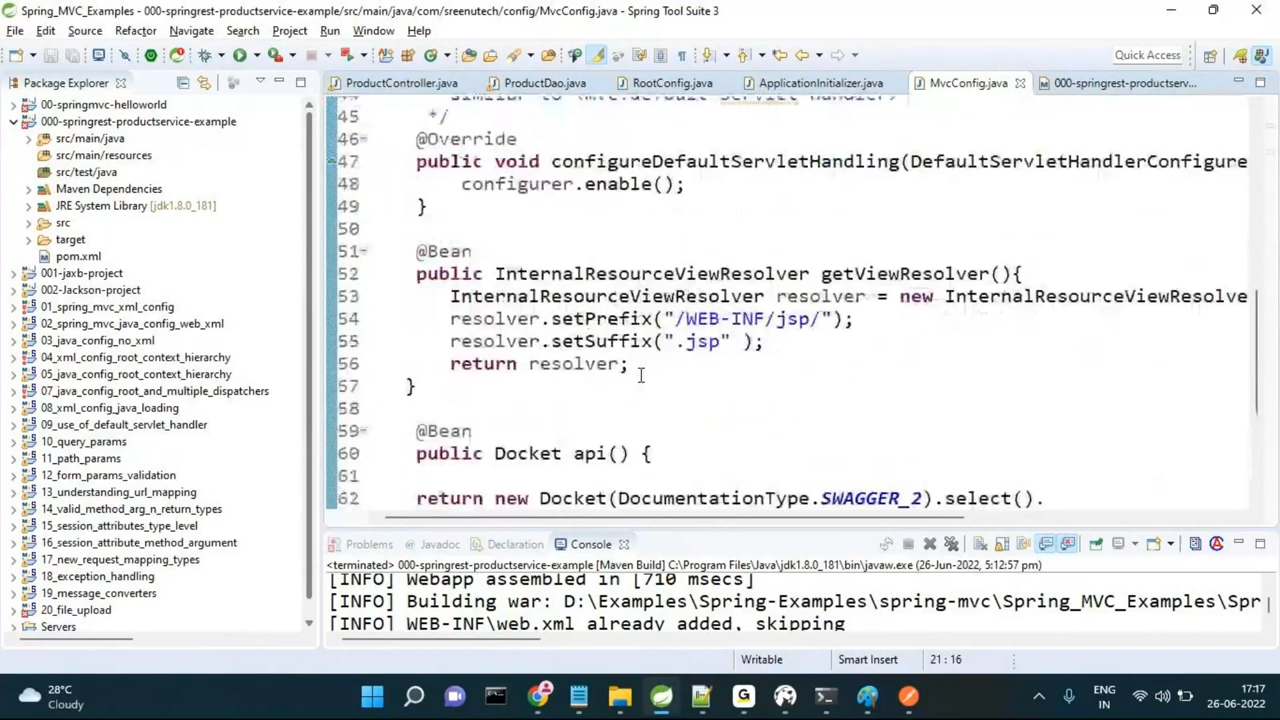 Spring_MVC_Examples - 000-springrest-productservice-example/src/main/java/com/sreenutech/config/MvcConfig.java - Spring Tool Suite 3
File Edit Source Refactor Navigate Search Project Run Window Help
Quick Access
Package Explorer
ProductController.java ProductDao.java RootConfig.java ApplicationInitializer.java MvcConfig.java 000-springrest-productserv...
00-springmvc-helloworld
000-springrest-productservice-example
src/main/java
src/main/resources
src/test/java
Maven Dependencies
JRE System Library [jdk1.8.0_181]
src
target
pom.xml
001-jaxb-project
002-Jackson-project
01_spring_mvc_xml_config
02_spring_mvc_java_config_web_xml
03_java_config_no_xml
04_xml_config_root_context_hierarchy
05_java_config_root_context_hierarchy
07_java_config_root_and_multiple_dispatchers
08_xml_config_java_loading
09_use_of_default_servlet_handler
10_query_params
11_path_params
12_form_params_validation
13_understanding_url_mapping
14_valid_method_arg_n_return_types
15_session_attributes_type_level
16_session_attribute_method_argument
17_new_request_mapping_types
18_exception_handling
19_message_converters
20_file_upload
Servers
45 */
46 @Override
47 public void configureDefaultServletHandling(DefaultServletHandlerConfigure
48 configurer.enable();
49 }
50
51 @Bean
52 public InternalResourceViewResolver getViewResolver(){
53 InternalResourceViewResolver resolver = new InternalResourceViewResolve
54 resolver.setPrefix("/WEB-INF/jsp/");
55 resolver.setSuffix(".jsp" );
56 return resolver;
57 }
58
59 @Bean
60 public Docket api() {
61
62 return new Docket(DocumentationType.SWAGGER_2).select().
Problems Javadoc Declaration Console
<terminated> 000-springrest-productservice-example [Maven Build] C:\Program Files\Java\jdk1.8.0_181\bin\javaw.exe (26-Jun-2022, 5:12:57 pm)
[INFO] Webapp assembled in [710 msecs]
[INFO] Building war: D:\Examples\Spring-Examples\spring-mvc\Spring_MVC_Examples\Spr
[INFO] WEB-INF\web.xml already added, skipping
Writable Smart Insert 21 : 16
28°C
Cloudy
ENG
IN
17:17
26-06-2022